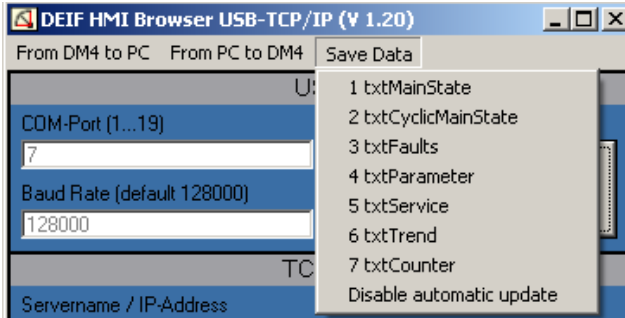 DEIF HMI Browser USB-TCP/IP (V 1.20)
From DM4 to PC From PC to DM4 Save Data
1 txtMainState
2 txtCyclicMainState
3 txtFaults
4 txtParameter
5 txtService
6 txtTrend
7 txtCounter
Disable automatic update
COM-Port (1...19)
7
Baud Rate (default 128000)
128000
Servername / IP-Address